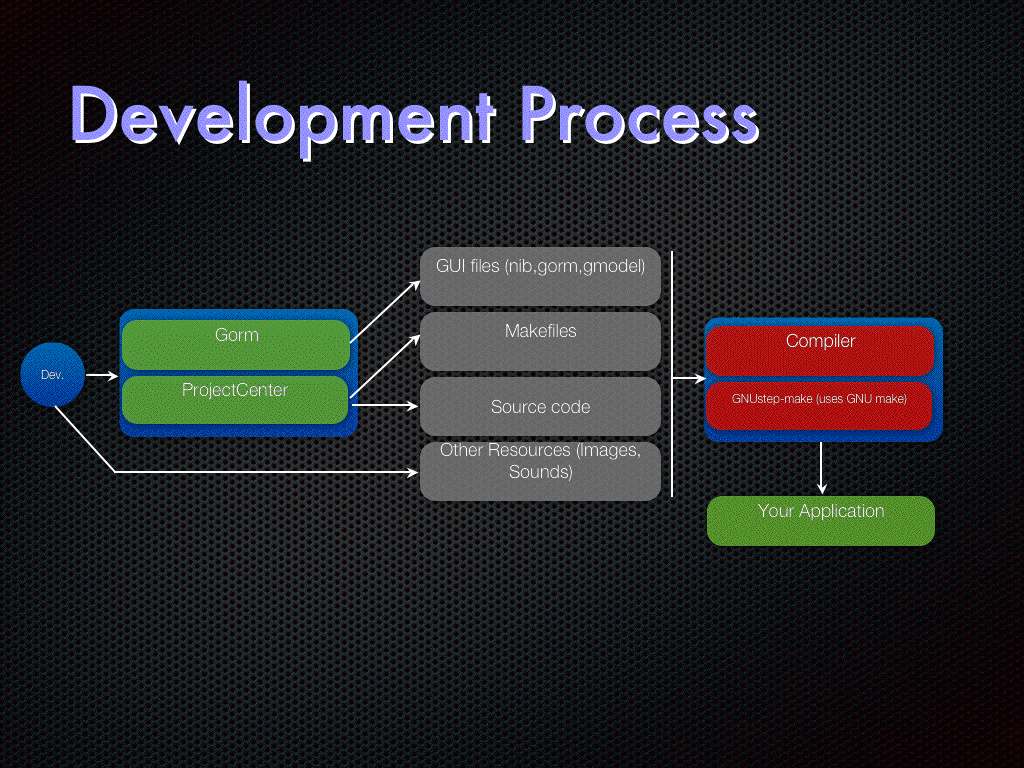 Development Process
GUI files (nib,gorm,gmodel)
Gorm
Makefiles
Compiler
Dev.
ProjectCenter
GNUstep-make (uses GNU make)
Source code
Other Resources (Images,
Sounds)
Your Application